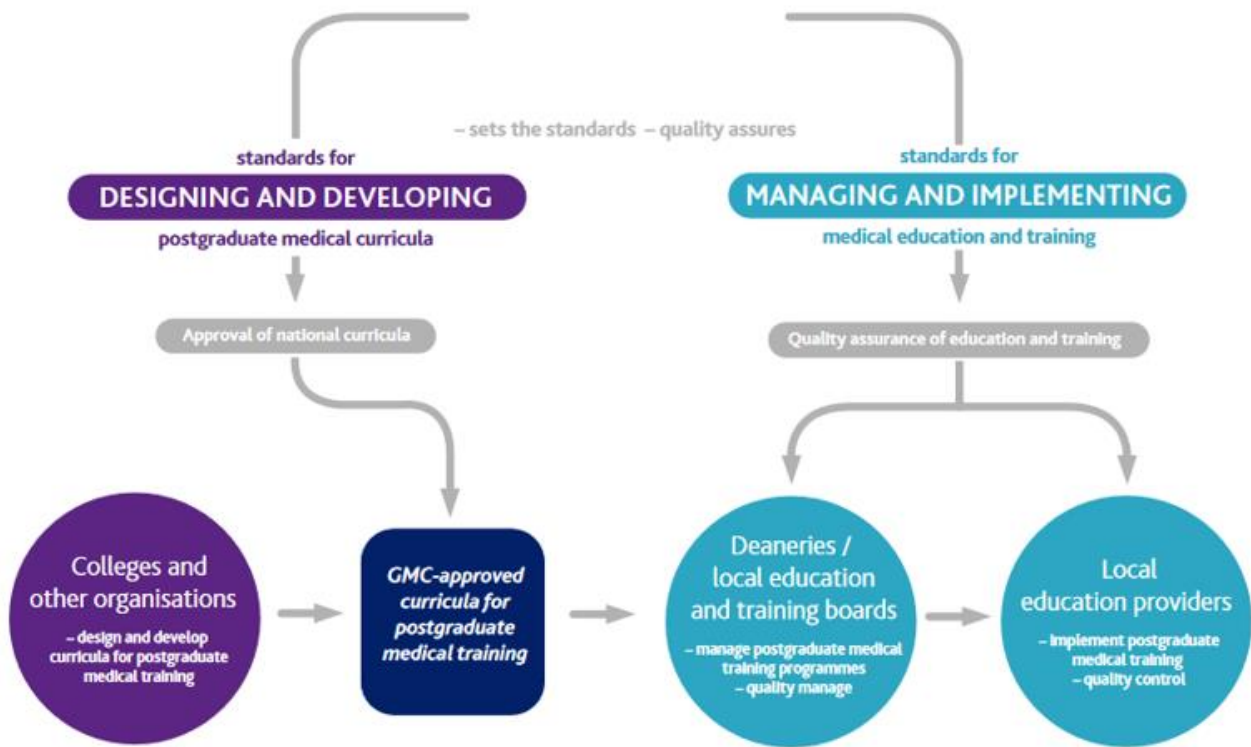 – sets the standards – quality assures
standards for
DESIGNING AND DEVELOPING
postgraduate medical curricula
standards for
MANAGING AND IMPLEMENTING
medical education and training
Approval of national curricula
Quality assurance of education and training
Colleges and
other organisations
– design and develop
curricula for postgraduate
medical training
GMC-approved
curricula for
postgraduate
medical training
Deaneries /
local education
and training boards
– manage postgraduate medical
training programmes
– quality manage
Local
education providers
– implement postgraduate
medical training
– quality control